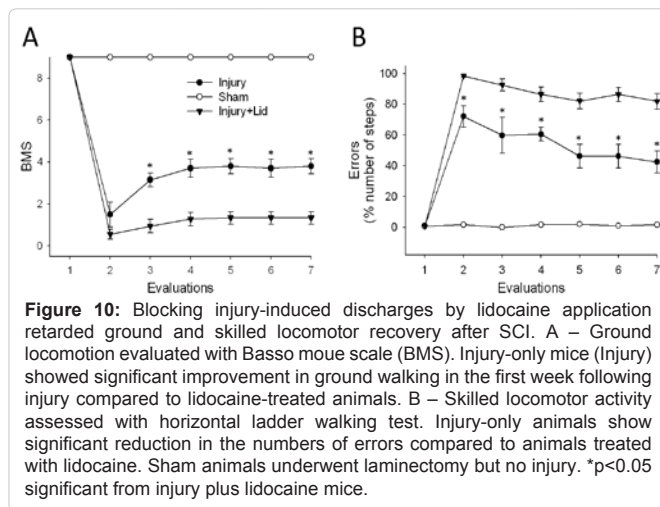 A
B
9
6
3
0
BMS
Injury
Sham
Injury+Lid
*
*
*
*
*
1 2 3 4 5 6 7
Evaluations
100
80
60
40
20
0
Errors
(% number of steps)
*
*
*
*
*
*
1 2 3 4 5 6 7
Evaluations
Figure 10: Blocking injury-induced discharges by lidocaine application
retarded ground and skilled locomotor recovery after SCI. A – Ground
locomotion evaluated with Basso moue scale (BMS). Injury-only mice (Injury)
showed significant improvement in ground walking in the first week following
injury compared to lidocaine-treated animals. B – Skilled locomotor activity
assessed with horizontal ladder walking test. Injury-only animals show
significant reduction in the numbers of errors compared to animals treated
with lidocaine. Sham animals underwent laminectomy but no injury. *p<0.05
significant from injury plus lidocaine mice.